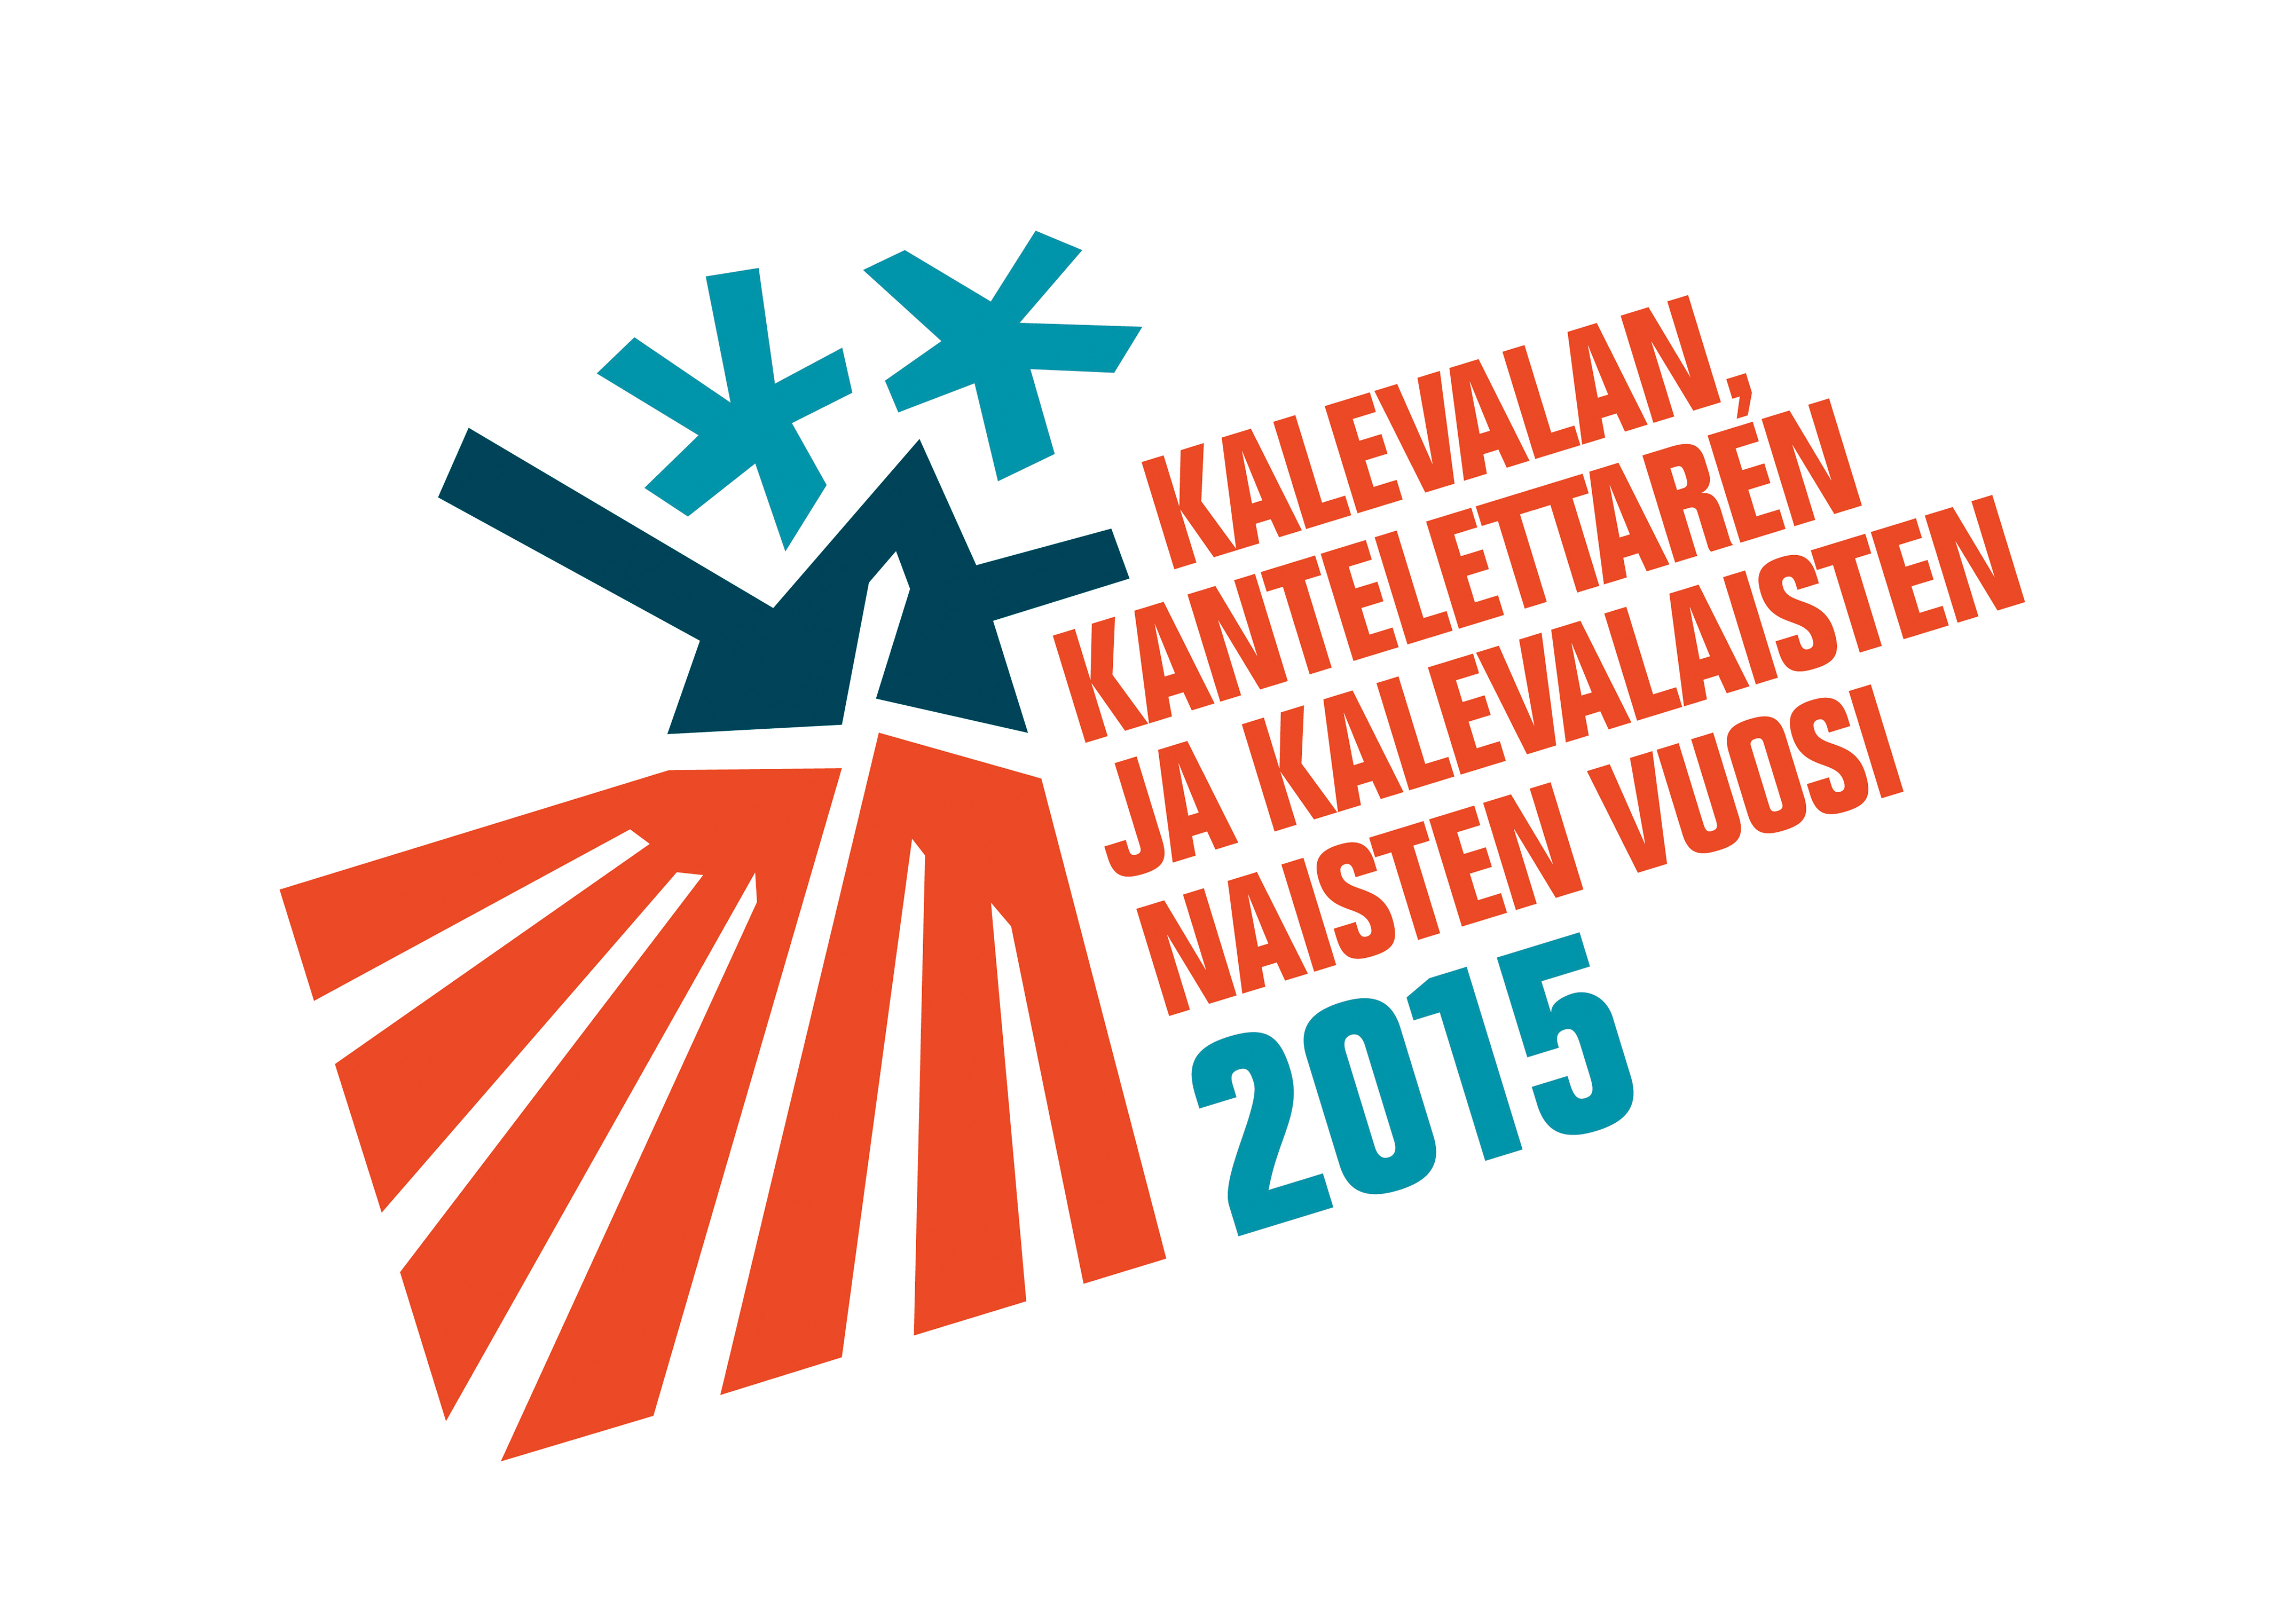 KALEVALAN,
KANTELETTAREN
JA KALEVALAISTEN
NAISTEN VUOSI
2015